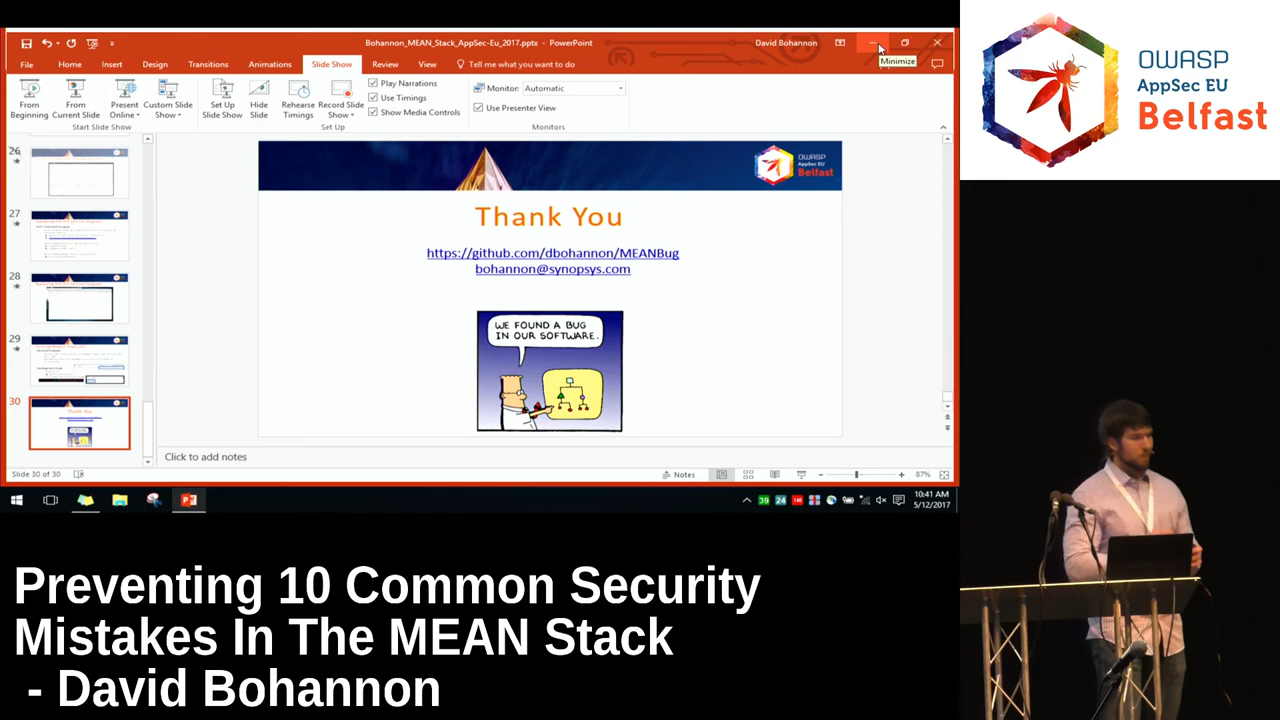 Bohannon_MEAN_Stack_AppSec-Eu_2017.pptx - PowerPoint
David Bohannon
Minimize
File Home Insert Design Transitions Animations Slide Show Review View Tell me what you want to do
From Beginning
From Current Slide
Present Online
Custom Slide Show
Start Slide Show
Set Up Slide Show
Hide Slide
Rehearse Timings
Record Slide Show
Play Narrations
Use Timings
Show Media Controls
Set Up
Monitor: Automatic
Use Presenter View
Monitors
26
27
28
29
30
OWASP
AppSec EU
Belfast
Thank You
https://github.com/dbohannon/MEANBug
bohannon@synopsys.com
WE FOUND A BUG
IN OUR SOFTWARE.
Click to add notes
Slide 30 of 30
Notes
87%
39 24
10:41 AM
5/12/2017
OWASP
AppSec EU
Belfast
Preventing 10 Common Security
Mistakes In The MEAN Stack
- David Bohannon